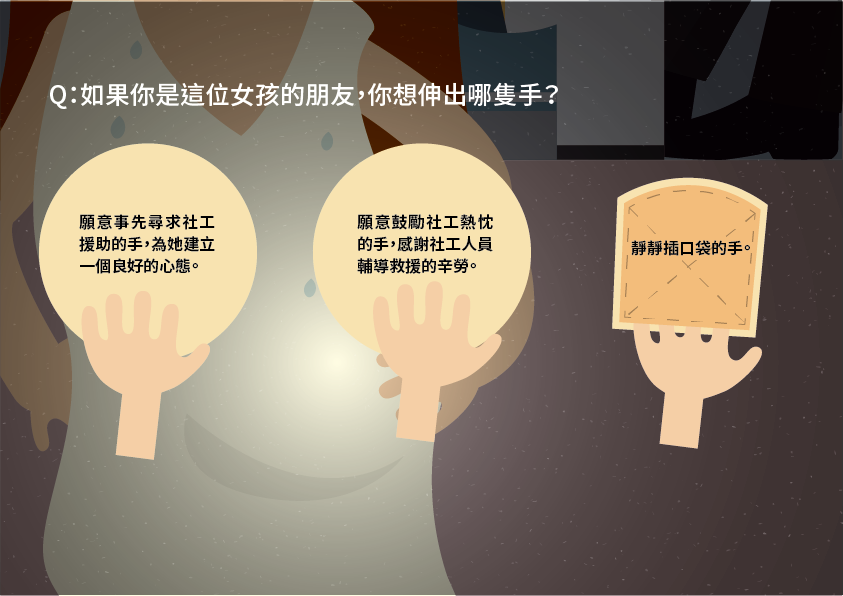 Q：如果你是這位女孩的朋友，你想伸出哪隻手？
願意事先尋求社工
援助的手，為她建立
一個良好的心態。
願意鼓勵社工熱忱
的手，感謝社工人員
輔導救援的辛勞。
靜靜插口袋的手。